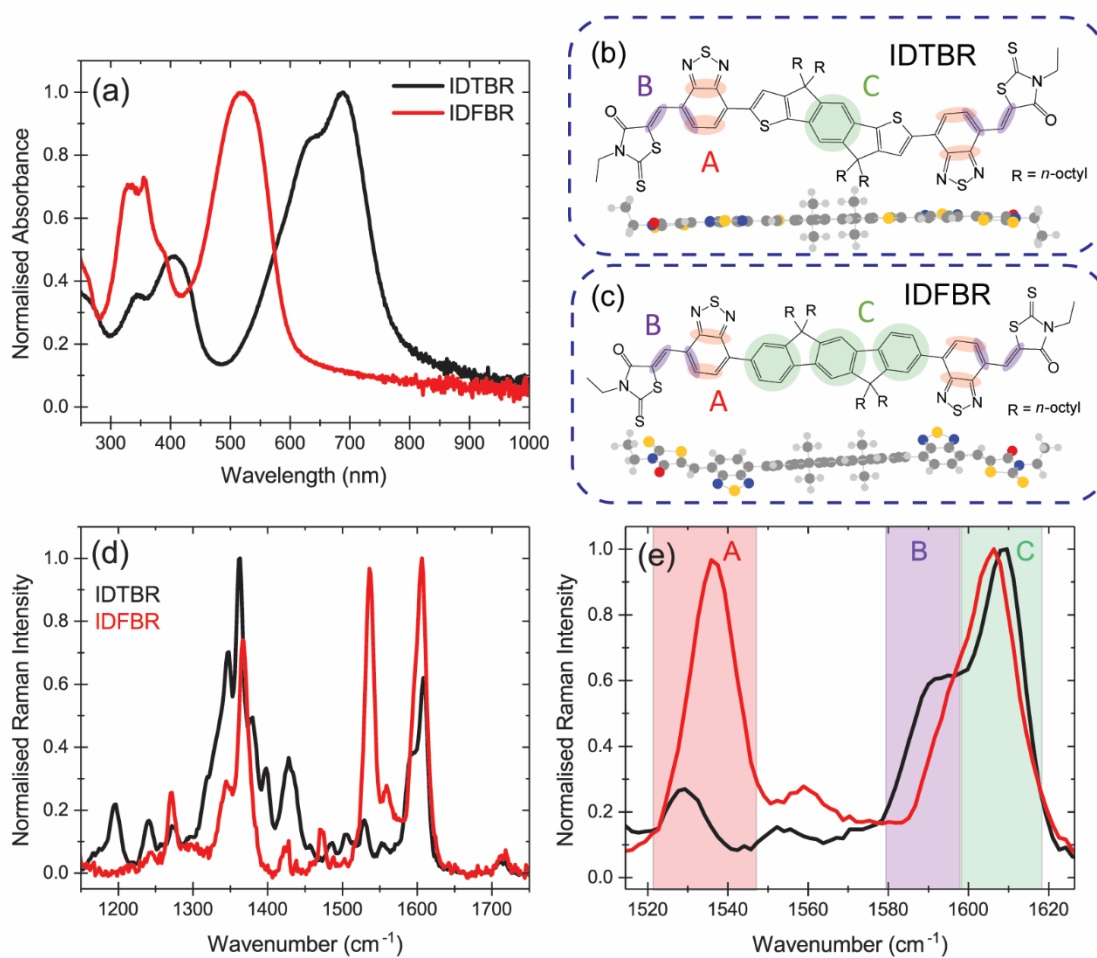 (a)
IDTBR
IDFBR
Normalised Absorbance
1.0
0.8
0.6
0.4
0.2
0.0
300 400 500 600 700 800 900 1000
Wavelength (nm)
(b) IDTBR
B
A
C
S
N N
O
S
N
S
R R
S
S
R R
N N
S
S
N
S
O
R = n-octyl
(c) IDFBR
B
A
C
S
N N
O
S
N
S
R R
R R
N N
S
S
N
S
O
R = n-octyl
(d)
IDTBR
IDFBR
Normalised Raman Intensity
1.0
0.8
0.6
0.4
0.2
0.0
1200 1300 1400 1500 1600 1700
Wavenumber (cm⁻¹)
(e)
A B C
Normalised Raman Intensity
1.0
0.8
0.6
0.4
0.2
0.0
1520 1540 1560 1580 1600 1620
Wavenumber (cm⁻¹)